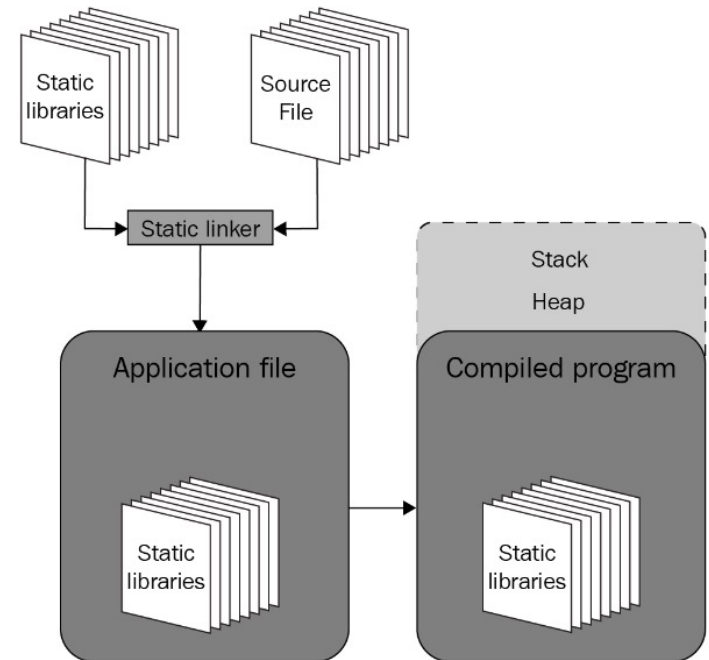 Static
libraries
Source
File
Static linker
Stack
Heap
Application file
Compiled program
Static
libraries
Static
libraries